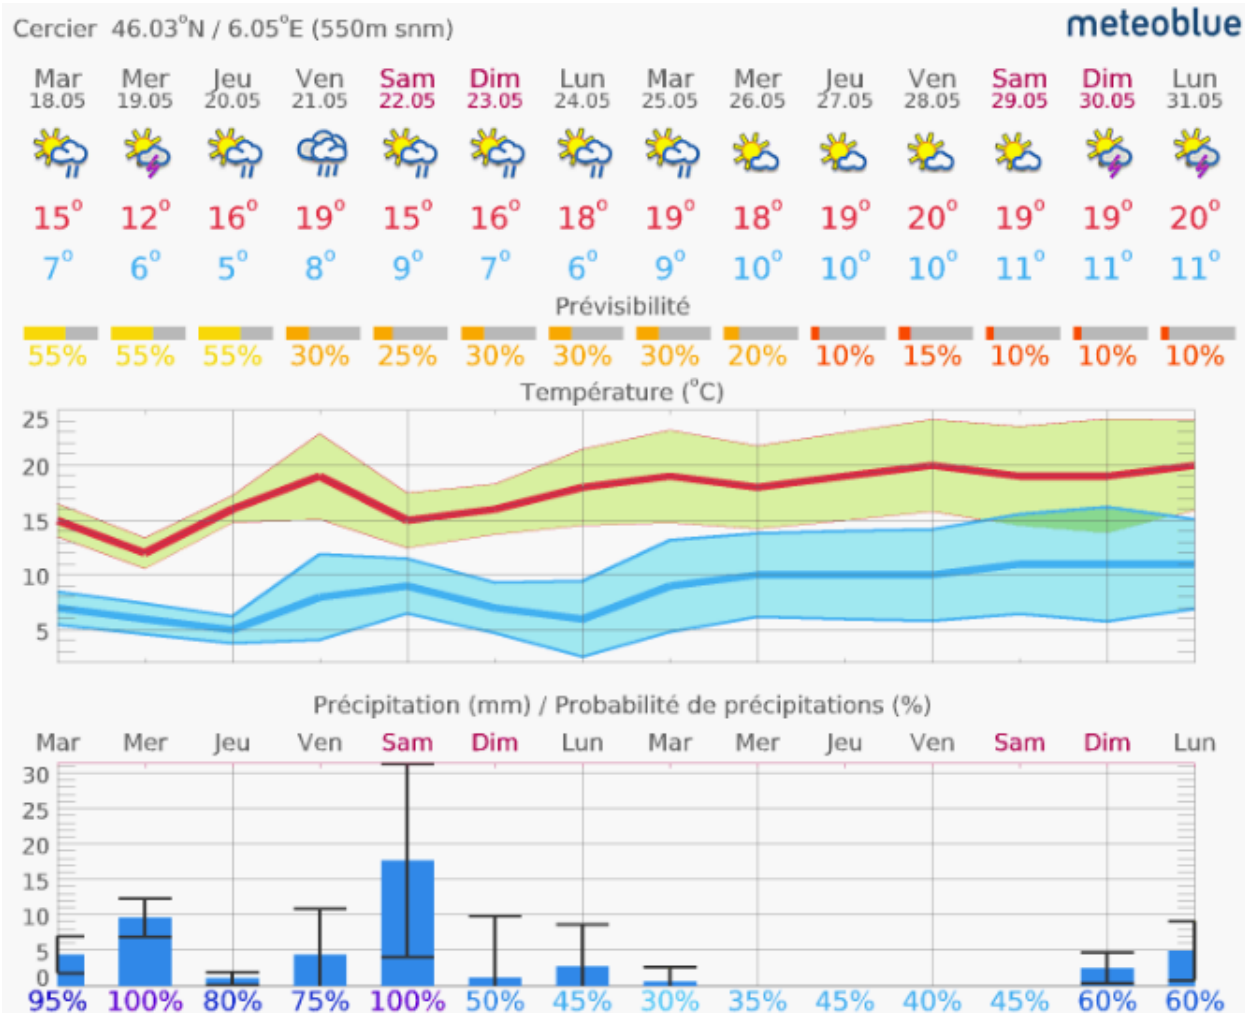 Cercier 46.03°N / 6.05°E (550m snm)
meteoblue
Mar Mer Jeu Ven Sam Dim Lun Mar Mer Jeu Ven Sam Dim Lun
18.05 19.05 20.05 21.05 22.05 23.05 24.05 25.05 26.05 27.05 28.05 29.05 30.05 31.05
15° 12° 16° 19° 15° 16° 18° 19° 18° 19° 20° 19° 19° 20°
7° 6° 5° 8° 9° 7° 6° 9° 10° 10° 10° 11° 11° 11°
Prévisibilité
55% 55% 55% 30% 25% 30% 30% 30% 20% 10% 15% 10% 10% 10%
Température (°C)
25
20
15
10
5
Précipitation (mm) / Probabilité de précipitations (%)
Mar Mer Jeu Ven Sam Dim Lun Mar Mer Jeu Ven Sam Dim Lun
30
25
20
15
10
5
0
95% 100% 80% 75% 100% 50% 45% 30% 35% 45% 40% 45% 60% 60%